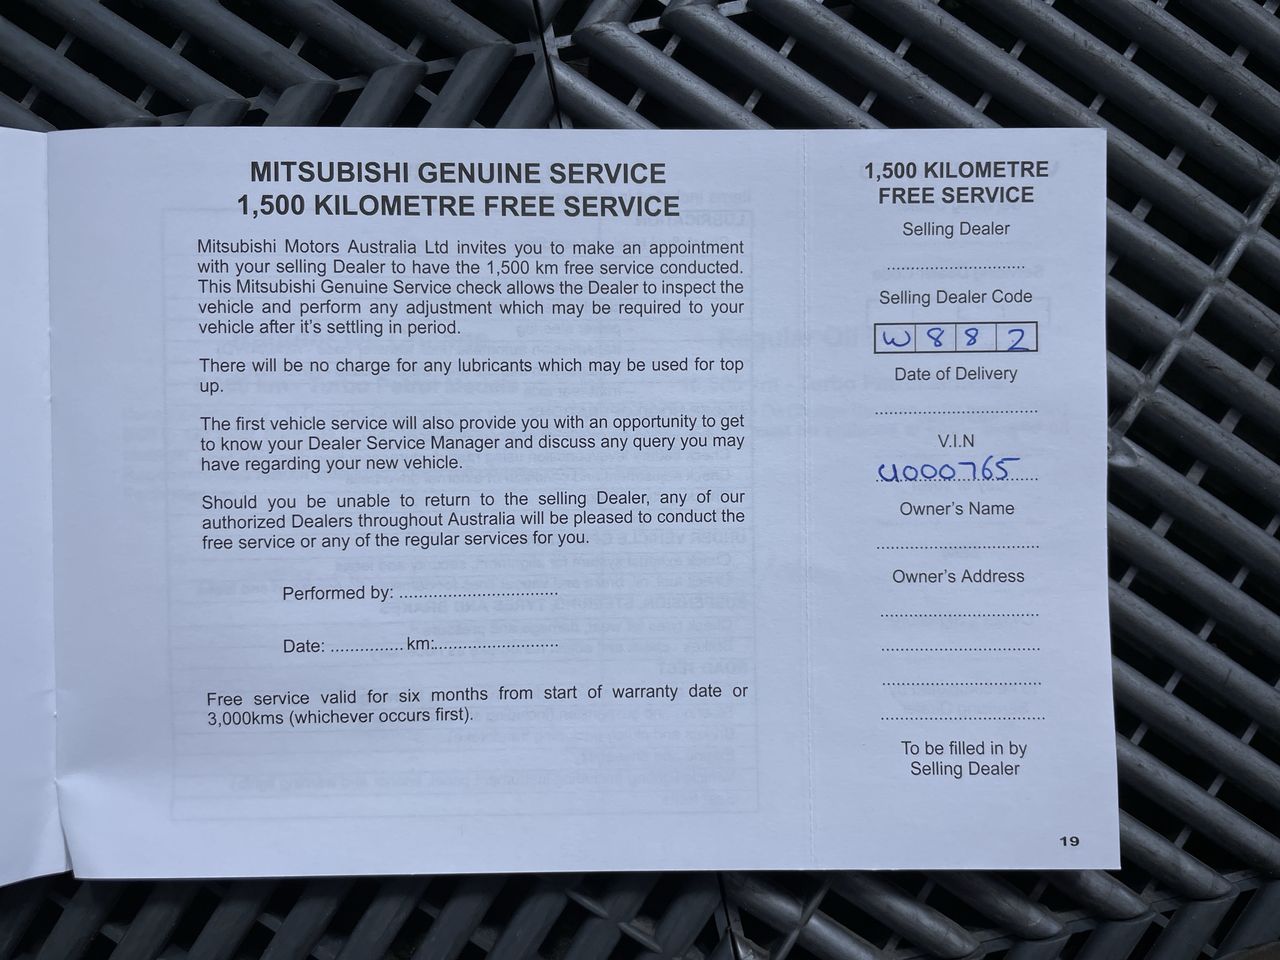 MITSUBISHI GENUINE SERVICE
1,500 KILOMETRE FREE SERVICE
Mitsubishi Motors Australia Ltd invites you to make an appointment
with your selling Dealer to have the 1,500 km free service conducted.
This Mitsubishi Genuine Service check allows the Dealer to inspect the
vehicle and perform any adjustment which may be required to your
vehicle after it's settling in period.
There will be no charge for any lubricants which may be used for top
up.
The first vehicle service will also provide you with an opportunity to get
to know your Dealer Service Manager and discuss any query you may
have regarding your new vehicle.
Should you be unable to return to the selling Dealer, any of our
authorized Dealers throughout Australia will be pleased to conduct the
free service or any of the regular services for you.
Performed by: ................................
Date: ............... km:.........................
Free service valid for six months from start of warranty date or
3,000kms (whichever occurs first).
1,500 KILOMETRE
FREE SERVICE
Selling Dealer
............................
Selling Dealer Code
W882
Date of Delivery
.................................
V.I.N
U000765
Owner's Name
.................................
Owner's Address
................................
................................
................................
.................................
To be filled in by
Selling Dealer
19